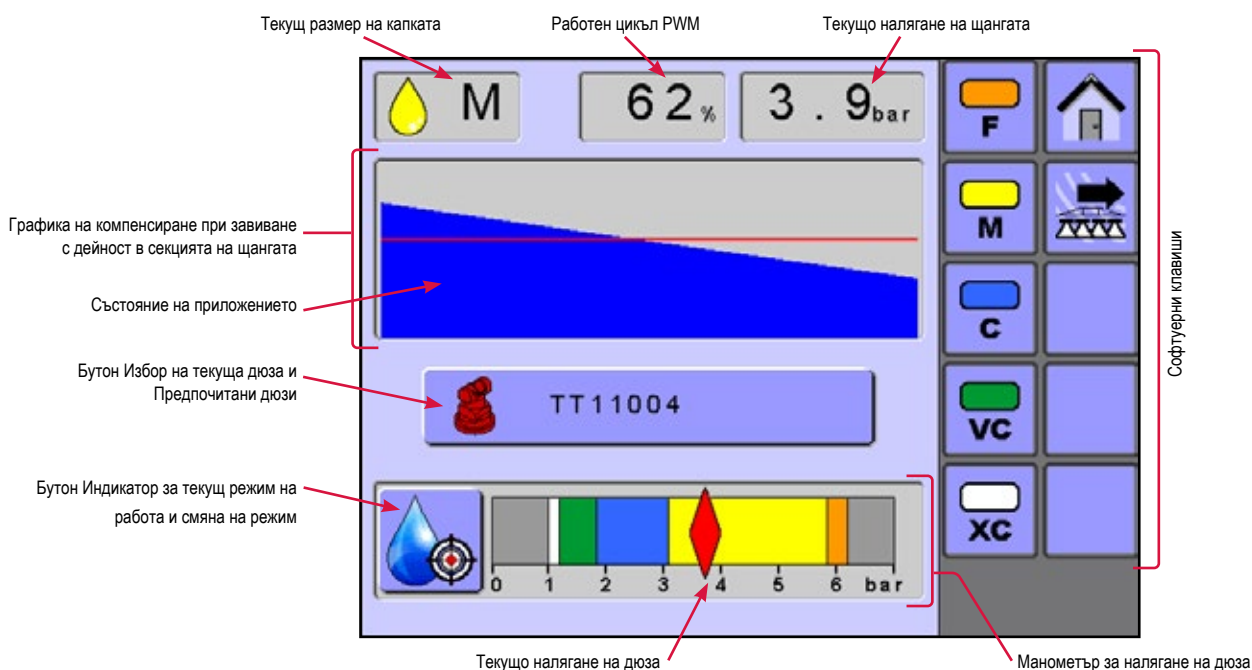 Текущ размер на капката
Работен цикъл PWM
Текущо налягане на щангата
M
62%
3.9bar
F
M
C
VC
XC
Графика на компенсиране при завиване
с дейност в секцията на щангата
Състояние на приложението
Бутон Избор на текуща дюза и
Предпочитани дюзи
TT11004
Бутон Индикатор за текущ режим на
работа и смяна на режим
0 1 2 3 4 5 6 bar
Софтуерни клавиши
Текущо налягане на дюза
Манометър за налягане на дюза